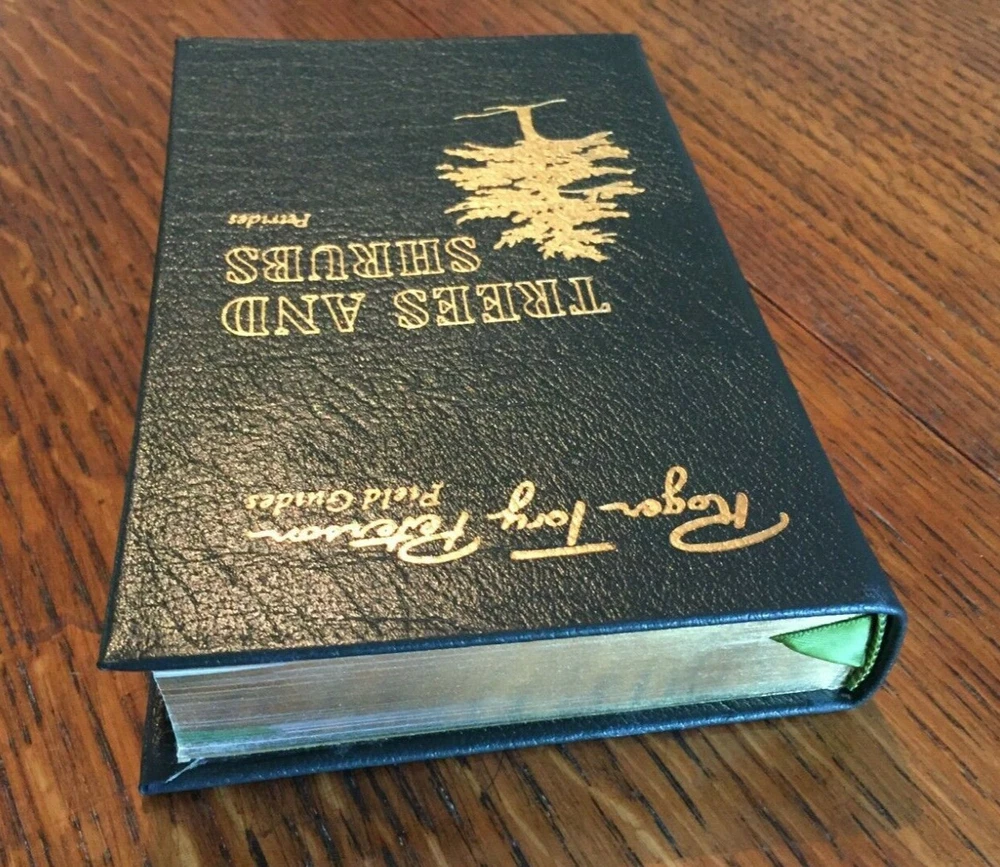 Roger Tory Peterson
Field Guides
TREES AND
SHRUBS
Petrides